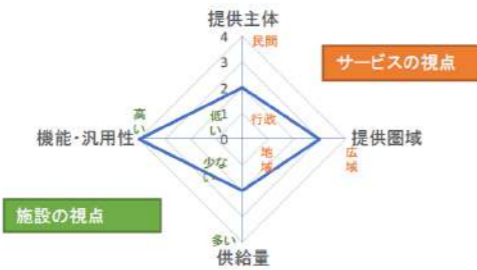 提供主体
4
民間
3
サービスの視点
2
高い
低い
1
行政
機能・汎用性
0
提供圏域
地域
広域
少ない
施設の視点
多い
供給量